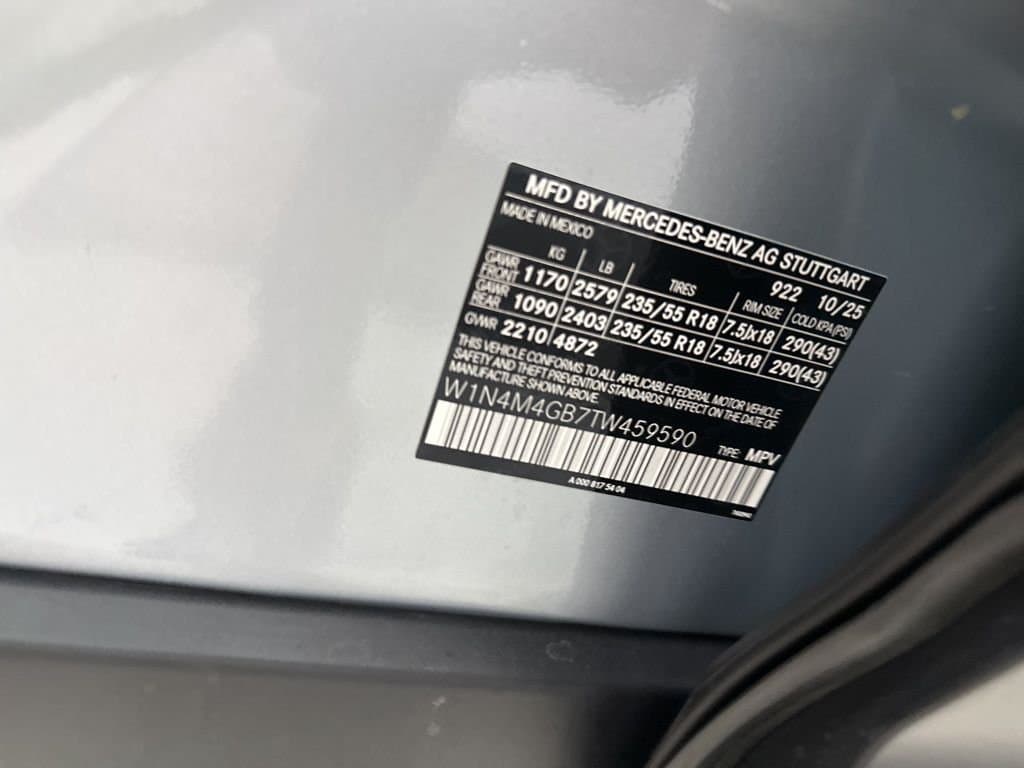 MFD BY MERCEDES-BENZ AG STUTTGART
MADE IN MEXICO 922 10/25
KG LB TIRES RIM SIZE COLD KPA(PSI)
GAWR FRONT 1170 2579 235/55 R18 7.5Jx18 290(43)
GAWR REAR 1090 2403 235/55 R18 7.5Jx18 290(43)
GVWR 2210 4872
THIS VEHICLE CONFORMS TO ALL APPLICABLE FEDERAL MOTOR VEHICLE
SAFETY AND THEFT PREVENTION STANDARDS IN EFFECT ON THE DATE OF
MANUFACTURE SHOWN ABOVE.
W1N4M4GB7TW459590 TYPE: MPV
A 000 817 54 04